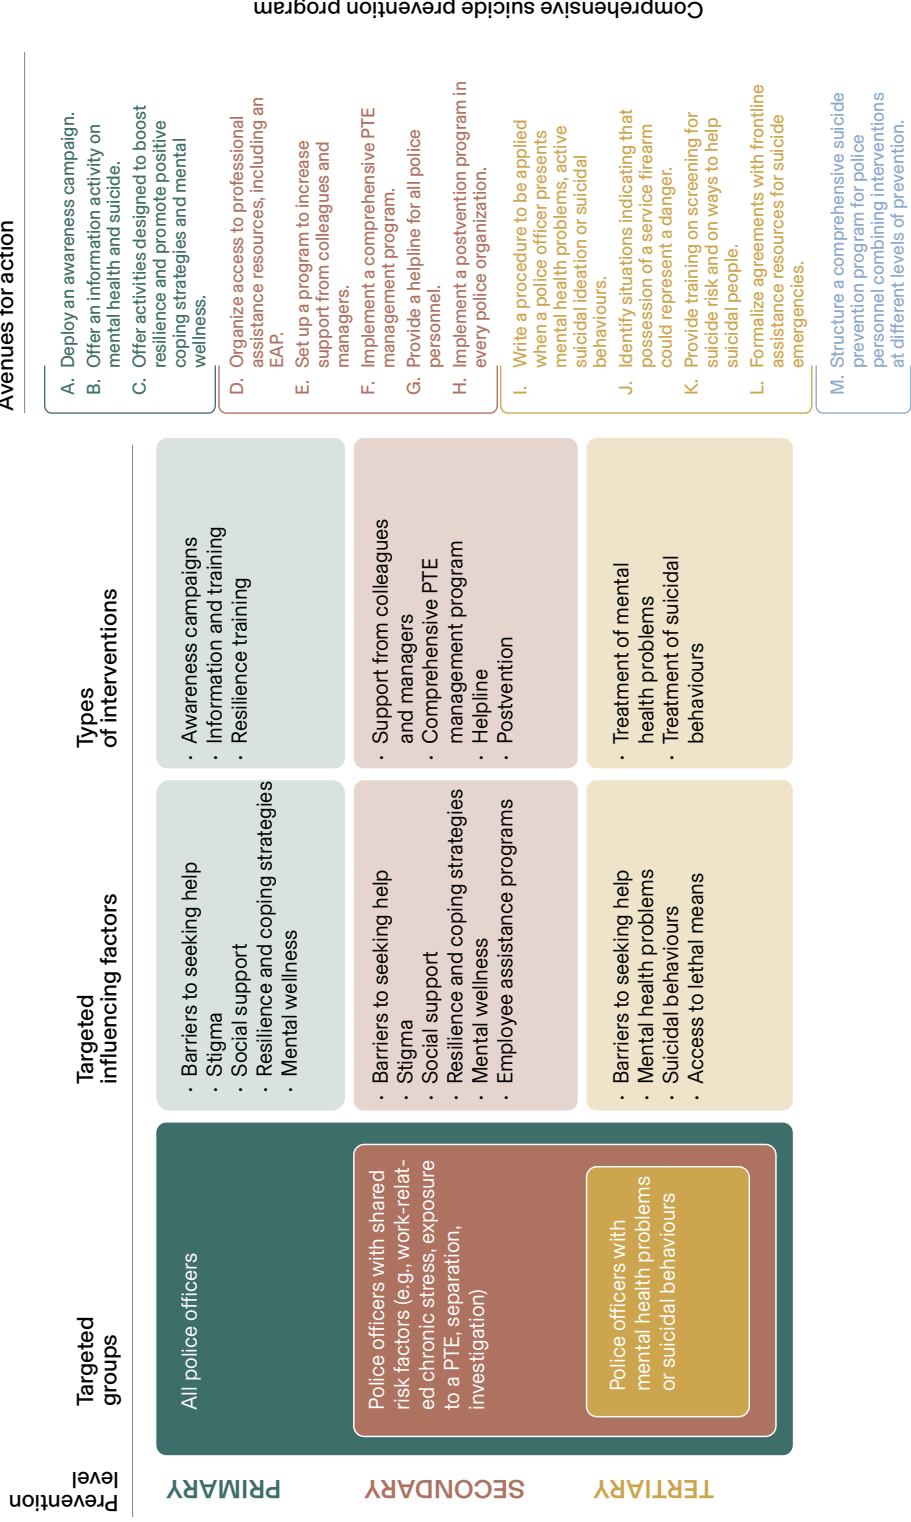 Prevention
level
Targeted
groups
Targeted
influencing factors
Types
of interventions
Avenues for action
PRIMARY
All police officers
· Barriers to seeking help
· Stigma
· Social support
· Resilience and coping strategies
· Mental wellness
· Awareness campaigns
· Information and training
· Resilience training
A. Deploy an awareness campaign.
B. Offer an information activity on
mental health and suicide.
C. Offer activities designed to boost
resilience and promote positive
coping strategies and mental
wellness.
SECONDARY
Police officers with shared
risk factors (e.g., work-relat-
ed chronic stress, exposure
to a PTE, separation,
investigation)
· Barriers to seeking help
· Stigma
· Social support
· Resilience and coping strategies
· Mental wellness
· Employee assistance programs
· Support from colleagues
and managers
· Comprehensive PTE
management program
· Helpline
· Postvention
D. Organize access to professional
assistance resources, including an
EAP.
E. Set up a program to increase
support from colleagues and
managers.
F. Implement a comprehensive PTE
management program.
G. Provide a helpline for all police
personnel.
H. Implement a postvention program in
every police organization.
TERTIARY
Police officers with
mental health problems
or suicidal behaviours
· Barriers to seeking help
· Mental health problems
· Suicidal behaviours
· Access to lethal means
· Treatment of mental
health problems
· Treatment of suicidal
behaviours
I. Write a procedure to be applied
when a police officer presents
mental health problems, active
suicidal ideation or suicidal
behaviours.
J. Identify situations indicating that
possession of a service firearm
could represent a danger.
K. Provide training on screening for
suicide risk and on ways to help
suicidal people.
L. Formalize agreements with frontline
assistance resources for suicide
emergencies.
M. Structure a comprehensive suicide
prevention program for police
personnel combining interventions
at different levels of prevention.
Comprehensive suicide prevention program